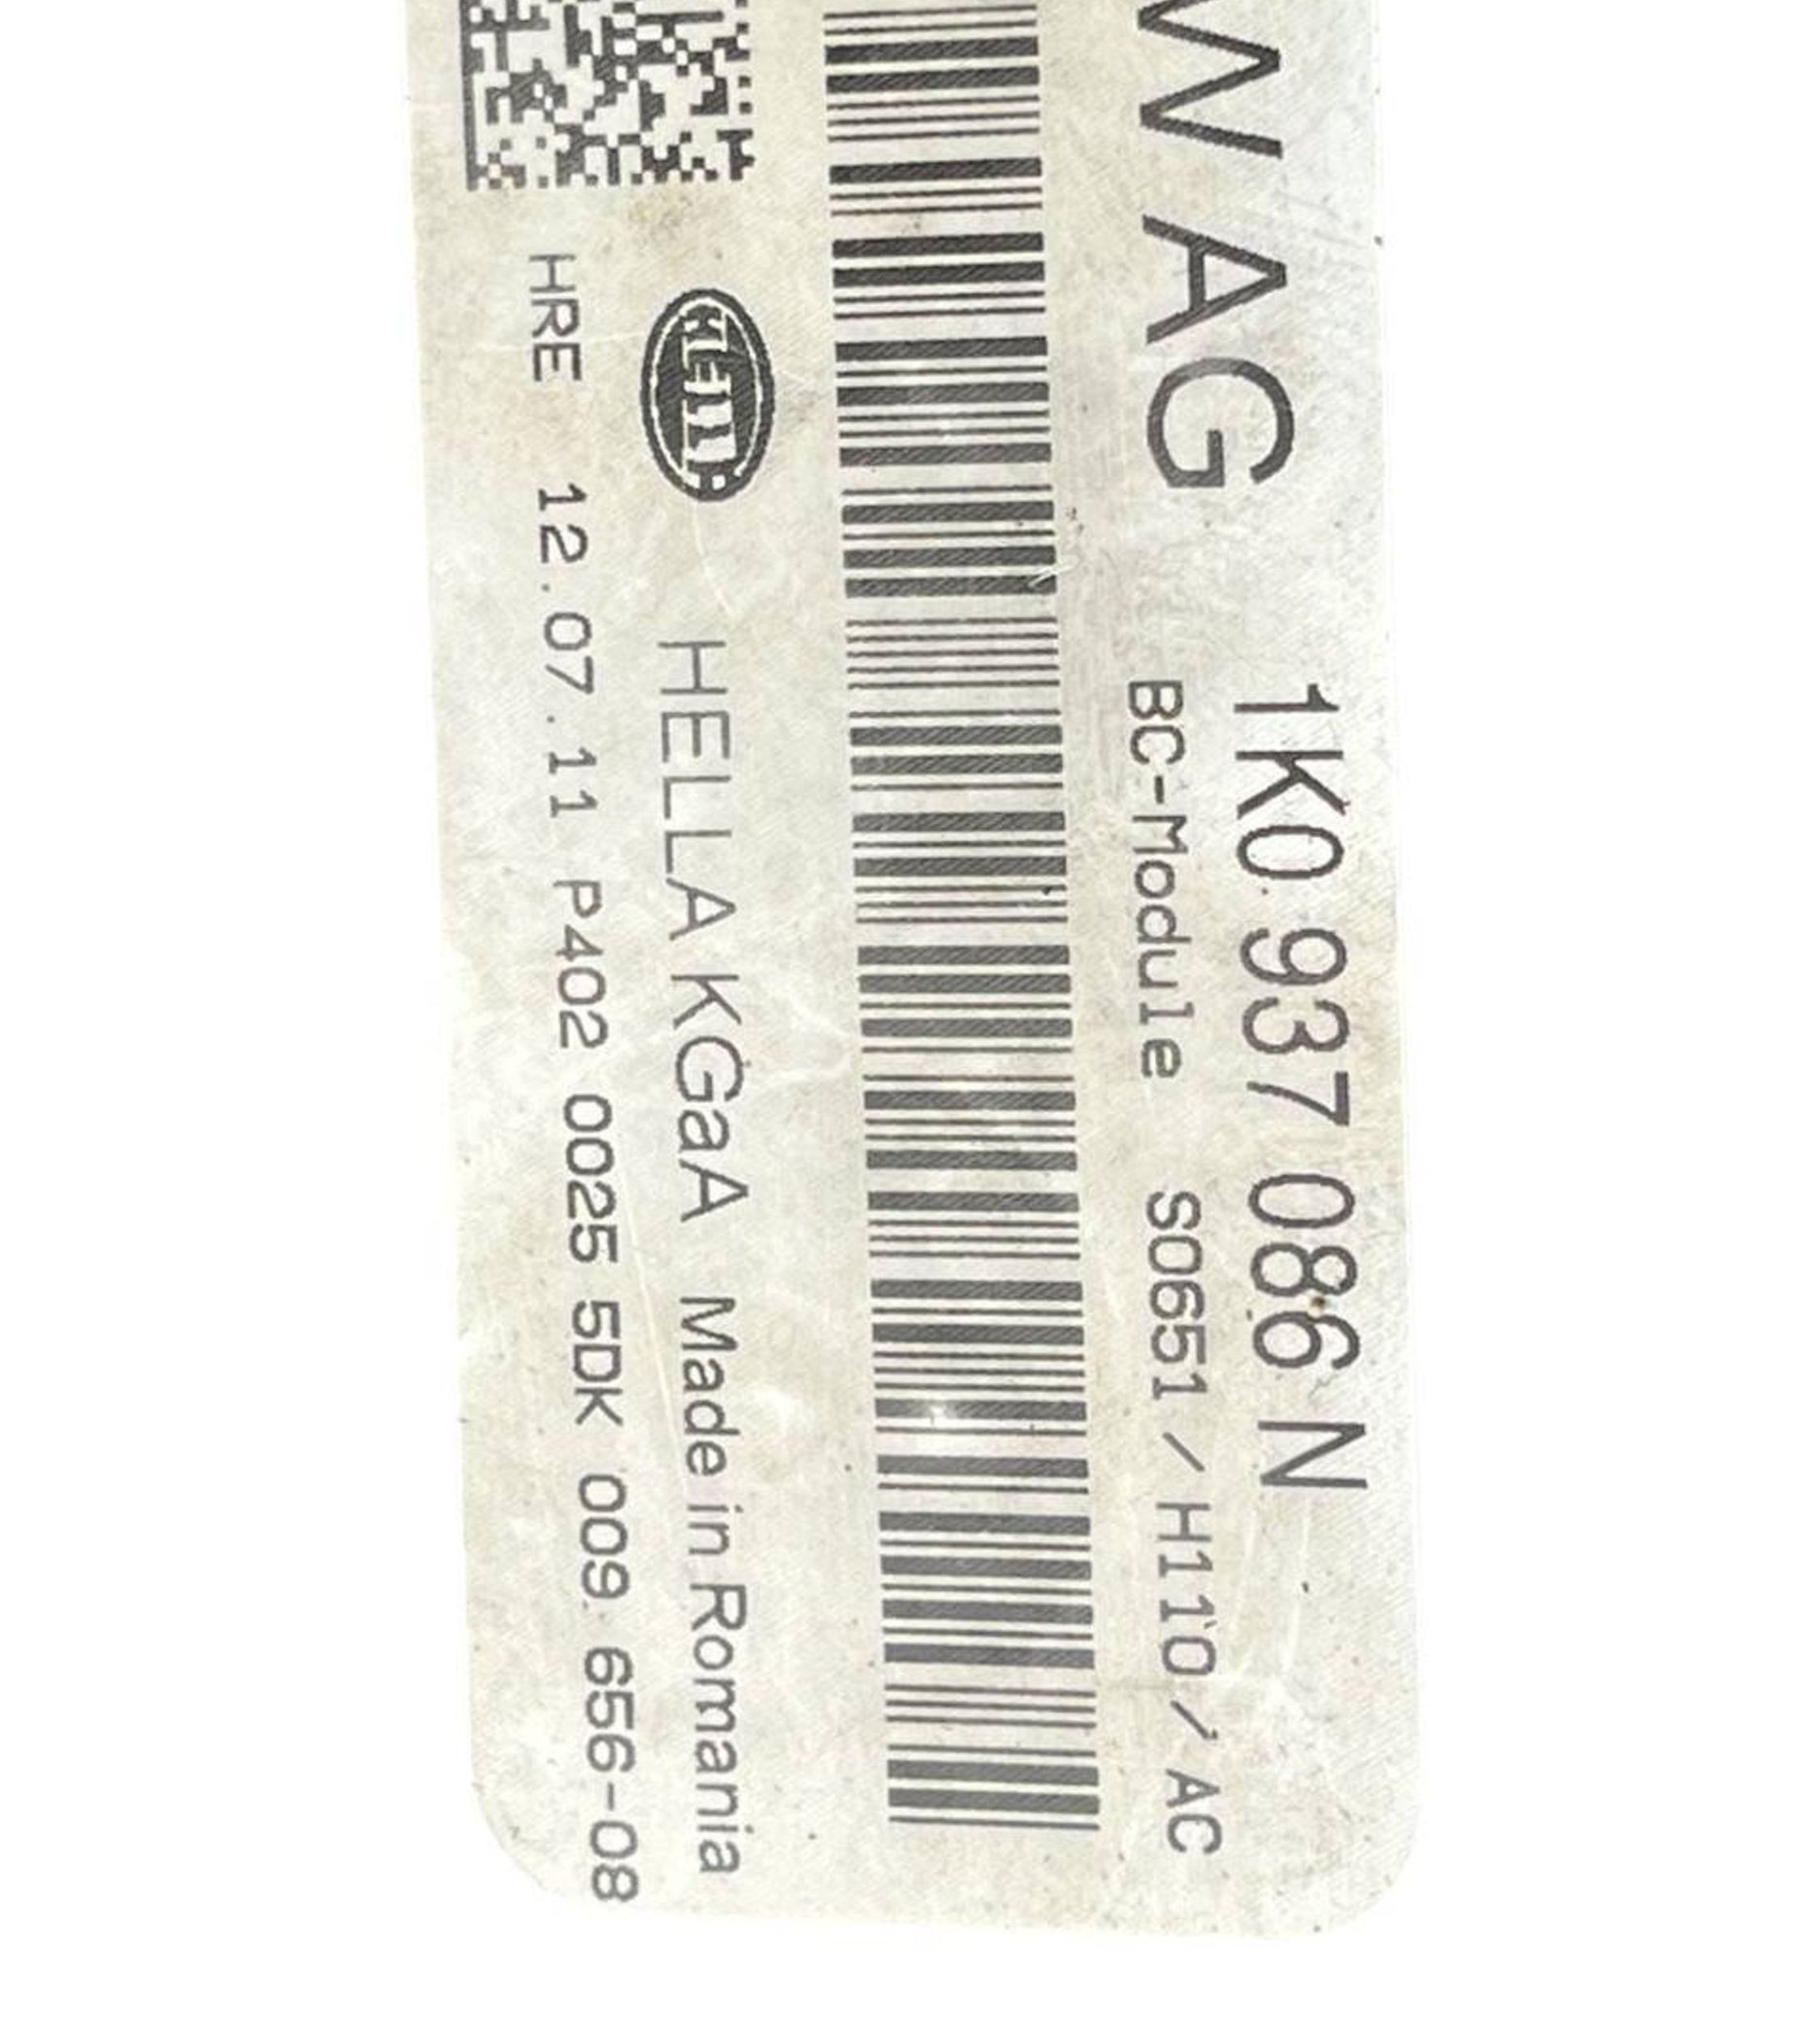 W AG 1K0 937 086 N
BC-Module S0651 / H110 / AC
HELLA HELLA KGaA Made in Romania
HRE 12.07.11 P402 0025 5DK 009 656-08